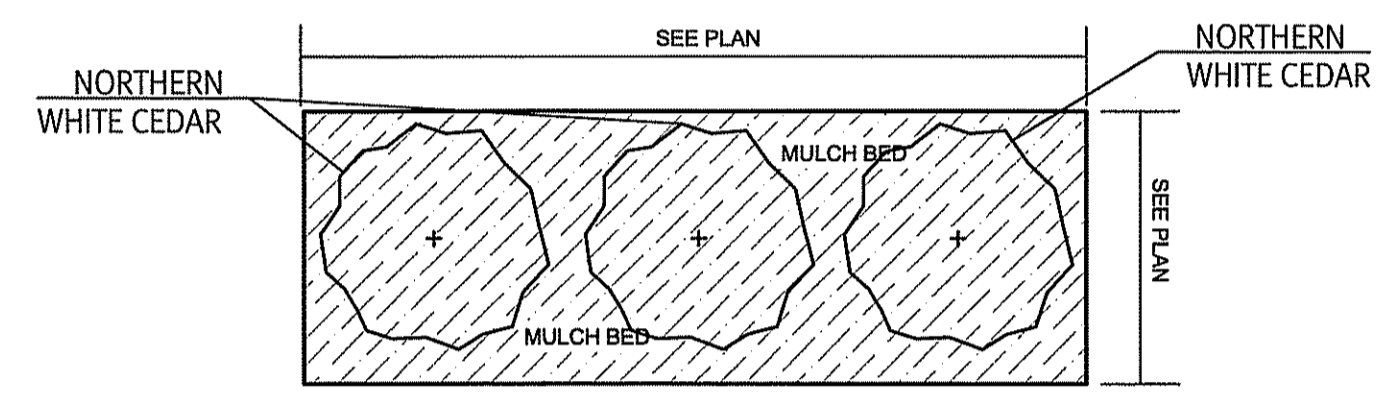 SEE PLAN
NORTHERN
WHITE CEDAR
NORTHERN
WHITE CEDAR
MULCH BED
SEE PLAN
MULCH BED